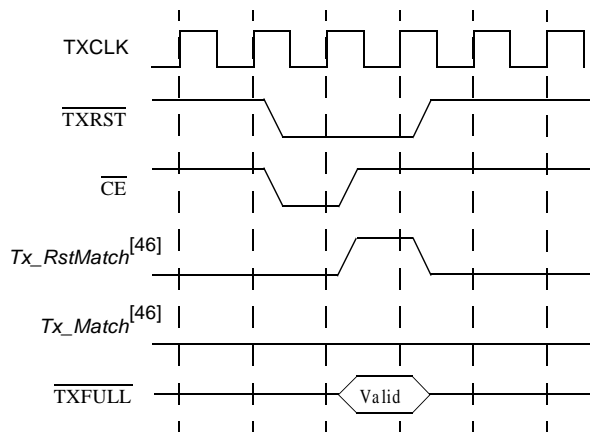 TXCLK
TXRST
CE
Tx_RstMatch[46]
Tx_Match[46]
TXFULL
Valid